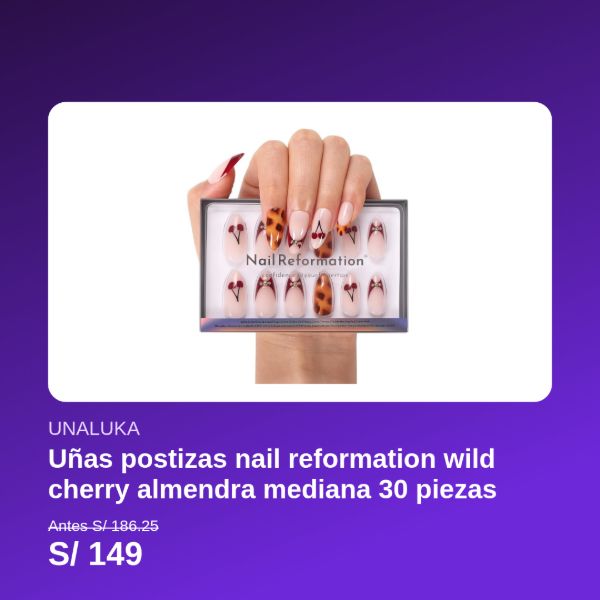 Nail Reformation
UNALUKA
Uñas postizas nail reformation wild
cherry almendra mediana 30 piezas
Antes S/ 186.25
S/ 149